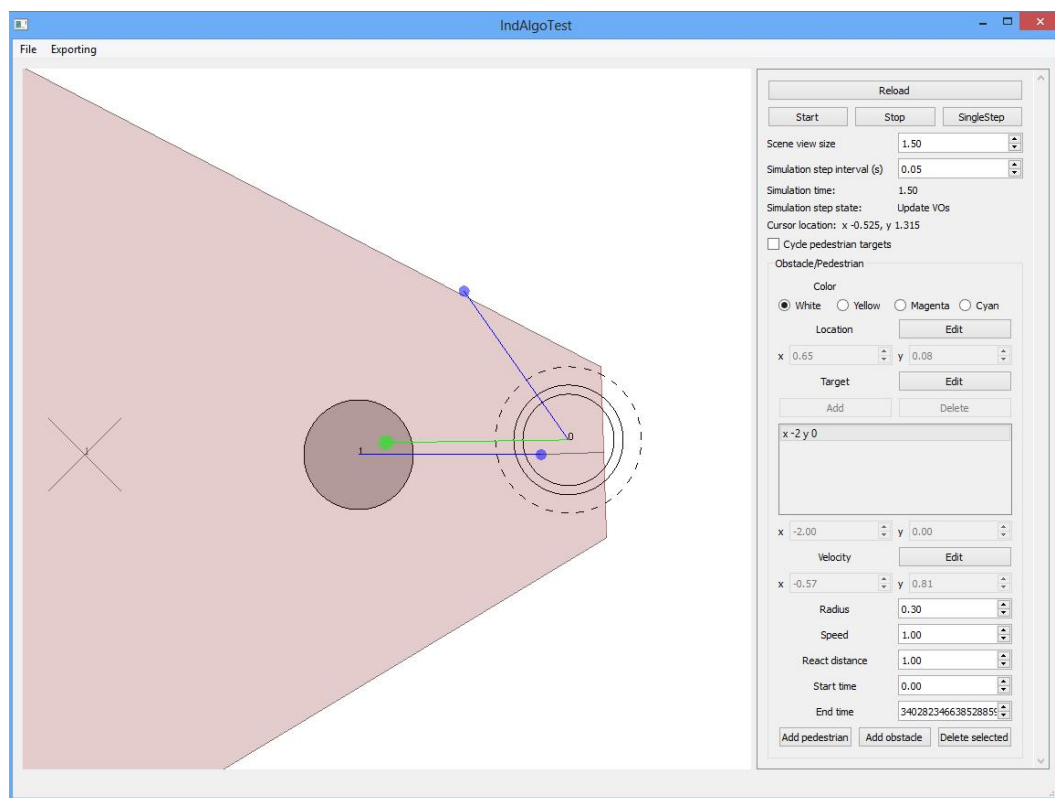 IndAlgoTest
File Exporting
Reload
Start Stop SingleStep
Scene view size 1.50
Simulation step interval (s) 0.05
Simulation time: 1.50
Simulation step state: Update VOs
Cursor location: x -0.525, y 1.315
Cycle pedestrian targets
Obstacle/Pedestrian
Color
White Yellow Magenta Cyan
Location Edit
x 0.65 y 0.08
Target Edit
Add Delete
x -2 y 0
x -2.00 y 0.00
Velocity Edit
x -0.57 y 0.81
Radius 0.30
Speed 1.00
React distance 1.00
Start time 0.00
End time
Add pedestrian Add obstacle Delete selected
0
1
1